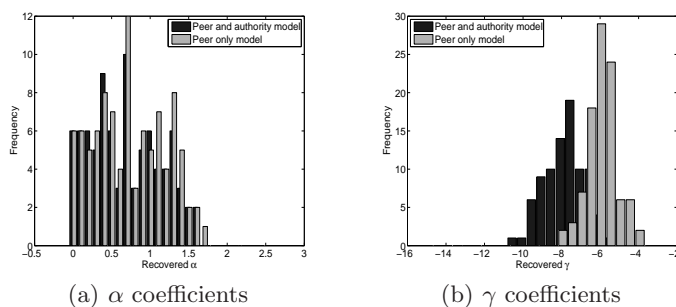 12
10
8
6
4
2
0
Frequency
Peer and authority model
Peer only model
-0.5 0 0.5 1 1.5 2 2.5 3
Recovered α
(a) α coefficients
30
25
20
15
10
5
0
Frequency
Peer and authority model
Peer only model
-16 -14 -12 -10 -8 -6 -4 -2
Recovered γ
(b) γ coefficients